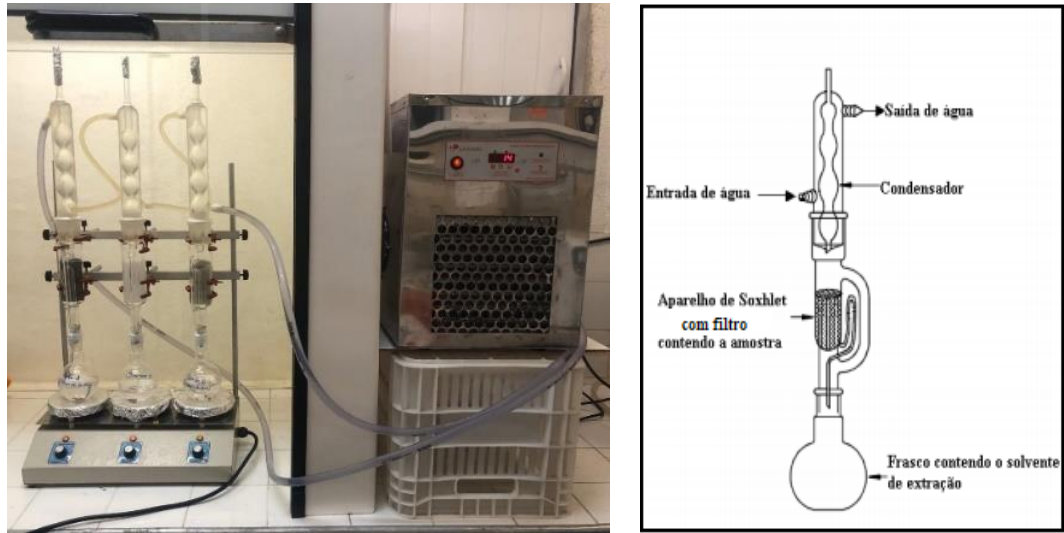 14
Saída de água
Entrada de água
Condensador
Aparelho de Soxhlet
com filtro
contendo a amostra
Frasco contendo o solvente
de extração